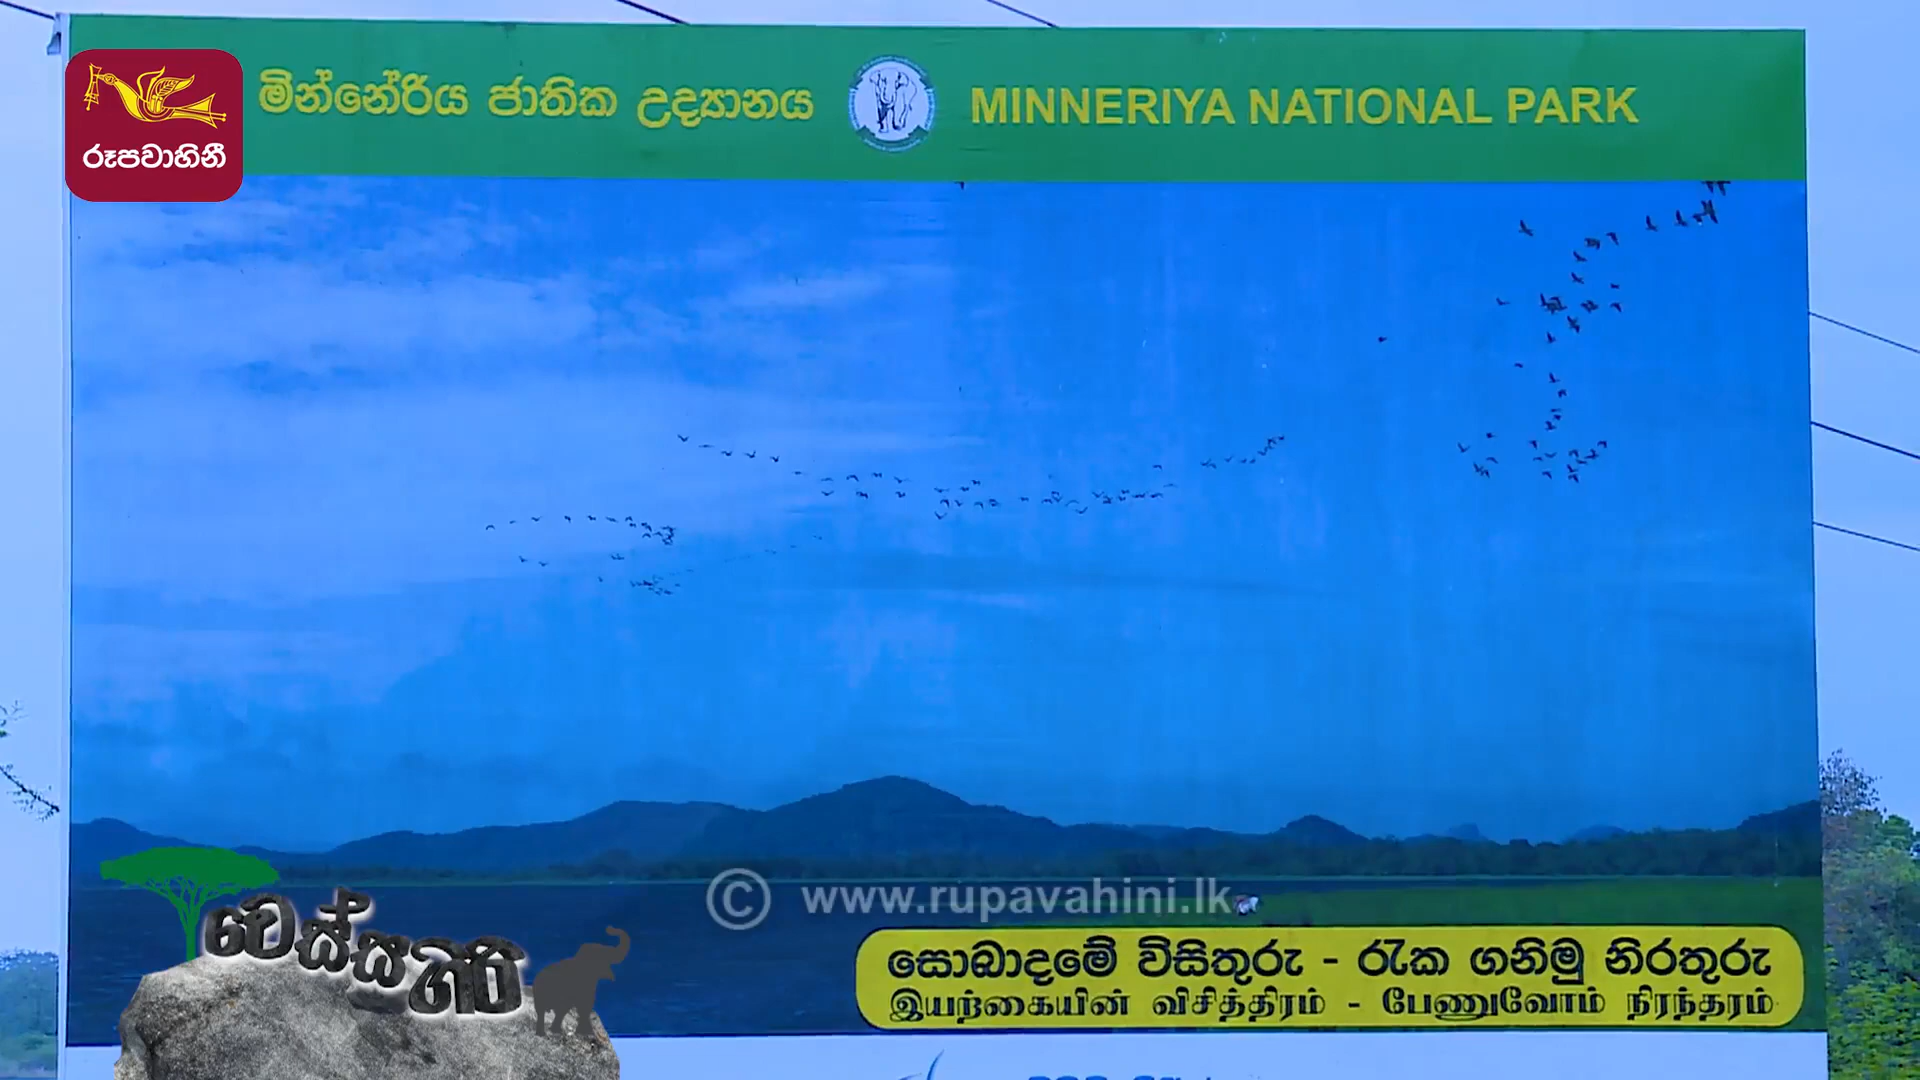 මින්නේරිය ජාතික උද්‍යානය MINNERIYA NATIONAL PARK
රූපවාහිනී
© www.rupavahini.lk
වෙස්සගිරි
සොබාදමේ විසිතුරු - රැක ගනිමු නිරතුරු
இயற்கையின் விசித்திரம் - பேணுவோம் நிரந்தரம்